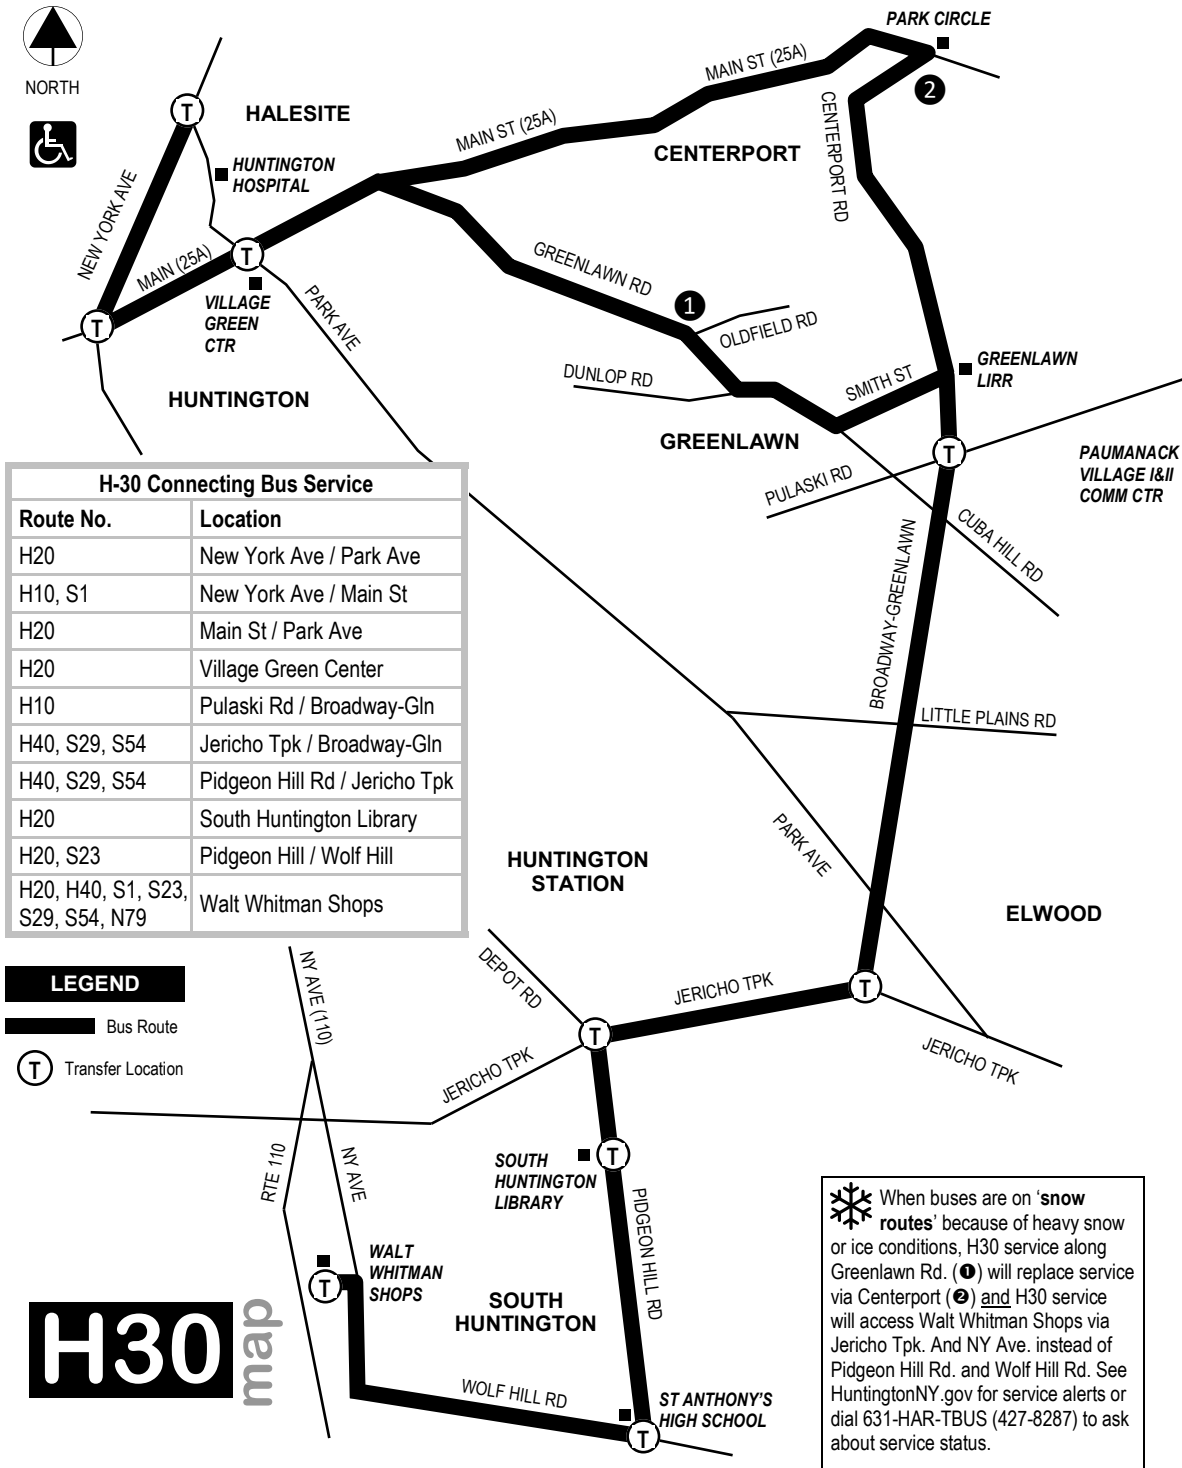 PARK CIRCLE
NORTH
MAIN ST (25A)
2
HALESITE
T
MAIN ST (25A)
CENTERPORT
CENTERPORT RD
HUNTINGTON
HOSPITAL
NEW YORK AVE
MAIN (25A)
T
GREENLAWN RD
VILLAGE
GREEN
CTR
PARK AVE
1
OLDFIELD RD
T
DUNLOP RD
SMITH ST
GREENLAWN
LIRR
HUNTINGTON
GREENLAWN
T
PULASKI RD
PAUMANACK
VILLAGE I&II
COMM CTR
CUBA HILL RD
BROADWAY-GREENLAWN
LITTLE PLAINS RD
H-30 Connecting Bus Service
Route No. Location
H20 New York Ave / Park Ave
H10, S1 New York Ave / Main St
H20 Main St / Park Ave
H20 Village Green Center
H10 Pulaski Rd / Broadway-Gln
H40, S29, S54 Jericho Tpk / Broadway-Gln
H40, S29, S54 Pidgeon Hill Rd / Jericho Tpk
H20 South Huntington Library
H20, S23 Pidgeon Hill / Wolf Hill
H20, H40, S1, S23,
S29, S54, N79 Walt Whitman Shops
PARK AVE
HUNTINGTON
STATION
ELWOOD
LEGEND
Bus Route
T Transfer Location
NY AVE (110)
DEPOT RD
JERICHO TPK
T
T
JERICHO TPK
JERICHO TPK
RTE 110
NY AVE
SOUTH
HUNTINGTON
LIBRARY
T
PIDGEON HILL RD
WALT
WHITMAN
SHOPS
T
SOUTH
HUNTINGTON
WOLF HILL RD
ST ANTHONY'S
HIGH SCHOOL
T
H30
map
When buses are on ‘snow
routes’ because of heavy snow
or ice conditions, H30 service along
Greenlawn Rd. (❶) will replace service
via Centerport (❷) and H30 service
will access Walt Whitman Shops via
Jericho Tpk. And NY Ave. instead of
Pidgeon Hill Rd. and Wolf Hill Rd. See
HuntingtonNY.gov for service alerts or
dial 631-HAR-TBUS (427-8287) to ask
about service status.